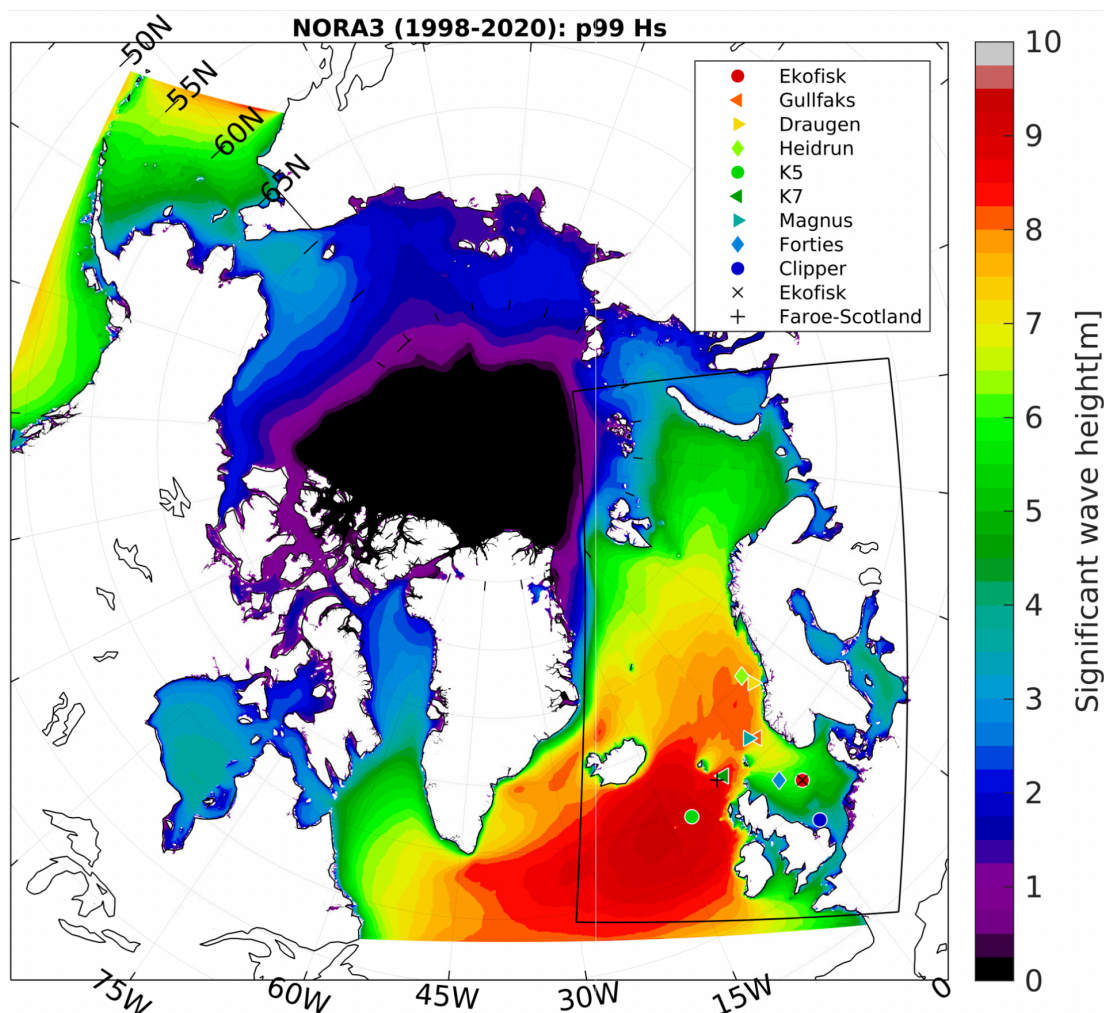 NORA3 (1998-2020): p99 Hs
-50N
-55N
-60N
-65N
Ekofisk
Gullfaks
Draugen
Heidrun
K5
K7
Magnus
Forties
Clipper
Ekofisk
Faroe-Scotland
10
9
8
7
6
5
4
3
2
1
0
Significant wave height[m]
75W
60W
45W
30W
15W
0